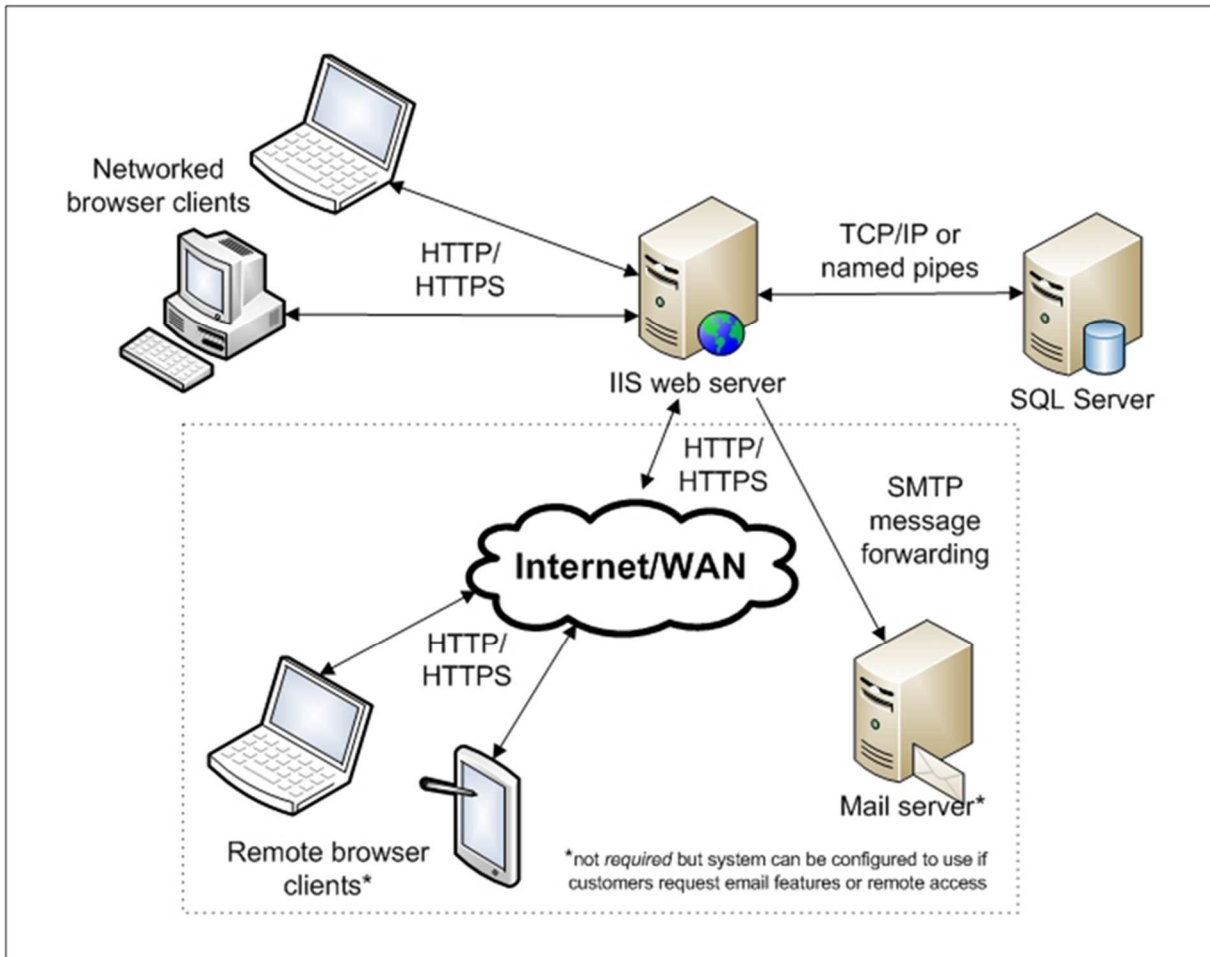 Networked
browser clients
HTTP/
HTTPS
TCP/IP or
named pipes
IIS web server
SQL Server
HTTP/
HTTPS
SMTP
message
forwarding
Internet/WAN
HTTP/
HTTPS
Mail server*
Remote browser
clients*
*not required but system can be configured to use if
customers request email features or remote access